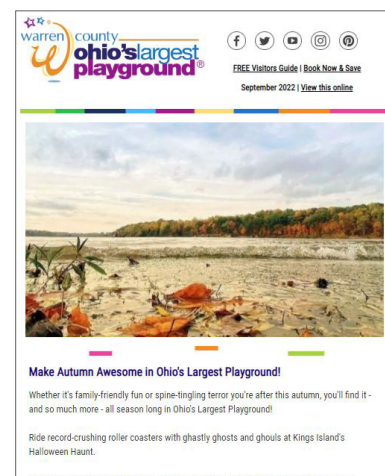 warren county
ohio'slargest
playground®
FREE Visitors Guide | Book Now & Save
September 2022 | View this online
Make Autumn Awesome in Ohio's Largest Playground!
Whether it's family-friendly fun or spine-tingling terror you're after this autumn, you'll find it -
and so much more - all season long in Ohio's Largest Playground!
Ride record-crushing roller coasters with ghastly ghosts and ghouls at Kings Island's
Halloween Haunt.